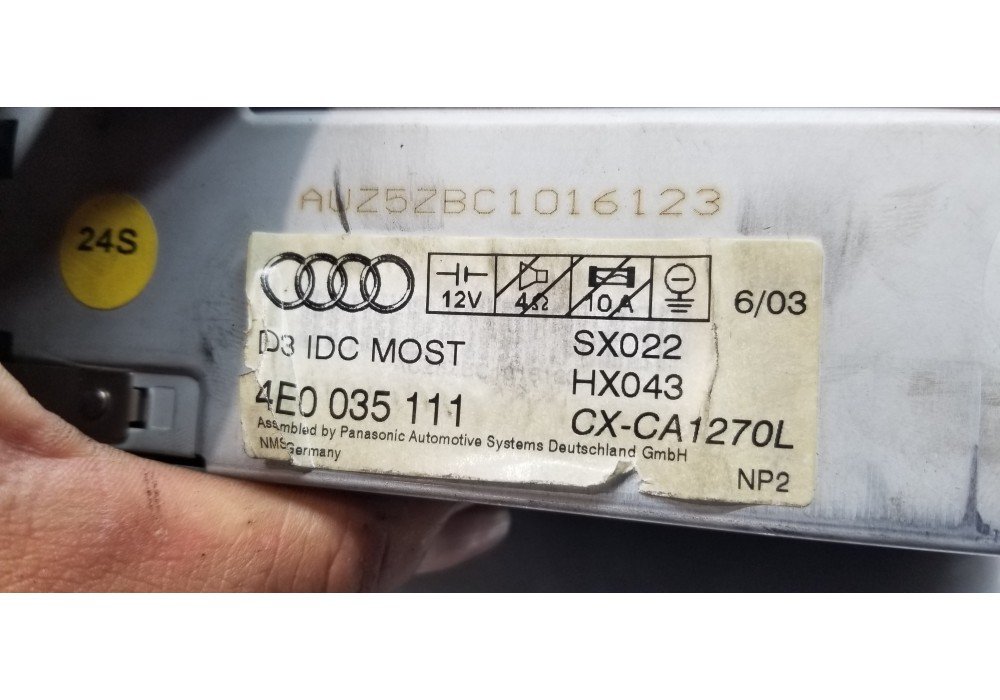 AUZ5ZBC1016123
24S
12V 4Ω 10A
6/03
D3 IDC MOST
SX022
HX043
4E0 035 111
CX-CA1270L
Assembled by Panasonic Automotive Systems Deutschland GmbH
NMS Germany
NP2